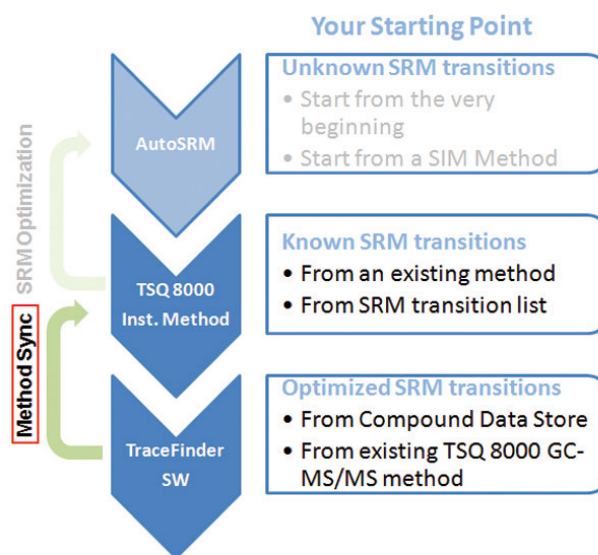 Your Starting Point
AutoSRM
Unknown SRM transitions
• Start from the very
beginning
• Start from a SIM Method
SRM Optimization
TSQ 8000
Inst. Method
Known SRM transitions
• From an existing method
• From SRM transition list
Method Sync
TraceFinder
SW
Optimized SRM transitions
• From Compound Data Store
• From existing TSQ 8000 GC-
MS/MS method